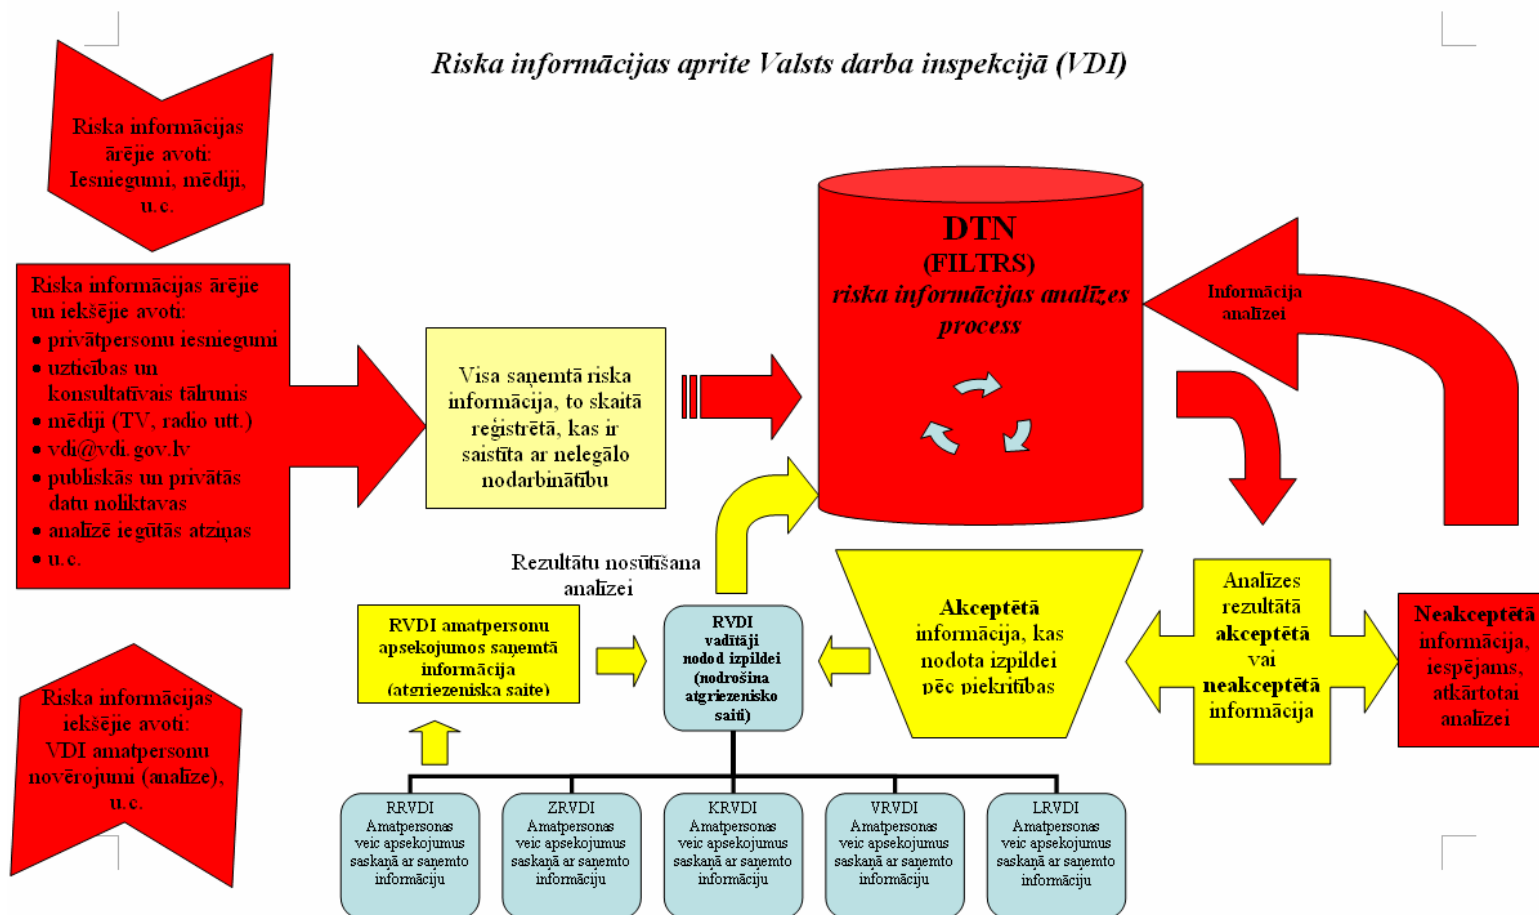 Riska informācijas aprite Valsts darba inspekcijā (VDI)
Riska informācijas
ārējie avoti:
Iesniegumi, mēdiji,
u.c.
Riska informācijas ārējie
un iekšējie avoti:
• privātpersonu iesniegumi
• uzticības un
konsultatīvais tālrunis
• mēdiji (TV, radio utt.)
• vdi@vdi.gov.lv
• publiskās un privātās
datu noliktavas
• analīzē iegūtās atziņas
• u.c.
Riska informācijas
iekšējie avoti:
VDI amatpersonu
novērojumi (analīze),
u.c.
Visa saņemtā riska
informācija, to skaitā
reģistrētā, kas ir
saistīta ar nelegālo
nodarbinātību
DTN
(FILTRS)
riska informācijas analīzes
process
Informācija
analīzei
Rezultātu nosūtīšana
analīzei
RVDI amatpersonu
apsekojumos saņemtā
informācija
(atgriezeniska saite)
RVDI
vadītāji
nodod izpildei
(nodrošina
atgriezenisko
saiti)
Akceptētā
informācija, kas
nodota izpildei
pēc piekritības
Analīzes
rezultātā
akceptētā
vai
neakceptētā
informācija
Neakceptētā
informācija,
iespējams,
atkārtotai
analīzei
RRVDI
Amatpersonas
veic apsekojumus
saskaņā ar saņemto
informāciju
ZRVDI
Amatpersonas
veic apsekojumus
saskaņā ar saņemto
informāciju
KRVDI
Amatpersonas
veic apsekojumus
saskaņā ar saņemto
informāciju
VRVDI
Amatpersonas
veic apsekojumus
saskaņā ar saņemto
informāciju
LRVDI
Amatpersonas
veic apsekojumus
saskaņā ar saņemto
informāciju